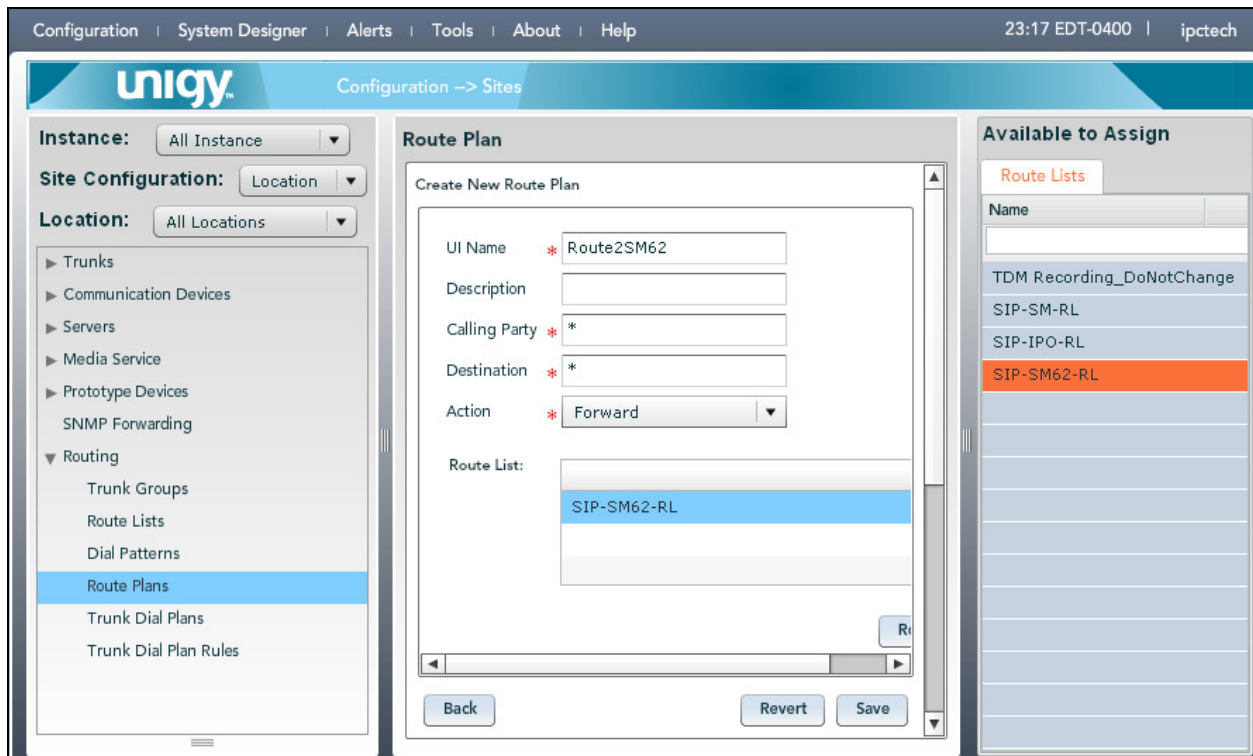 Configuration | System Designer | Alerts | Tools | About | Help 23:17 EDT-0400 | ipctech
unigy™ Configuration —> Sites
Instance: All Instance
Site Configuration: Location
Location: All Locations
Trunks
Communication Devices
Servers
Media Service
Prototype Devices
SNMP Forwarding
Routing
Trunk Groups
Route Lists
Dial Patterns
Route Plans
Trunk Dial Plans
Trunk Dial Plan Rules
Route Plan
Create New Route Plan
UI Name * Route2SM62
Description
Calling Party * *
Destination * *
Action * Forward
Route List:
SIP-SM62-RL
Back Revert Save
Available to Assign
Route Lists
Name
TDM Recording_DoNotChange
SIP-SM-RL
SIP-IPO-RL
SIP-SM62-RL